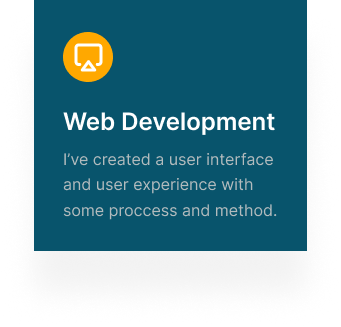 Web Development
I’ve created a user interface
and user experience with
some proccess and method.